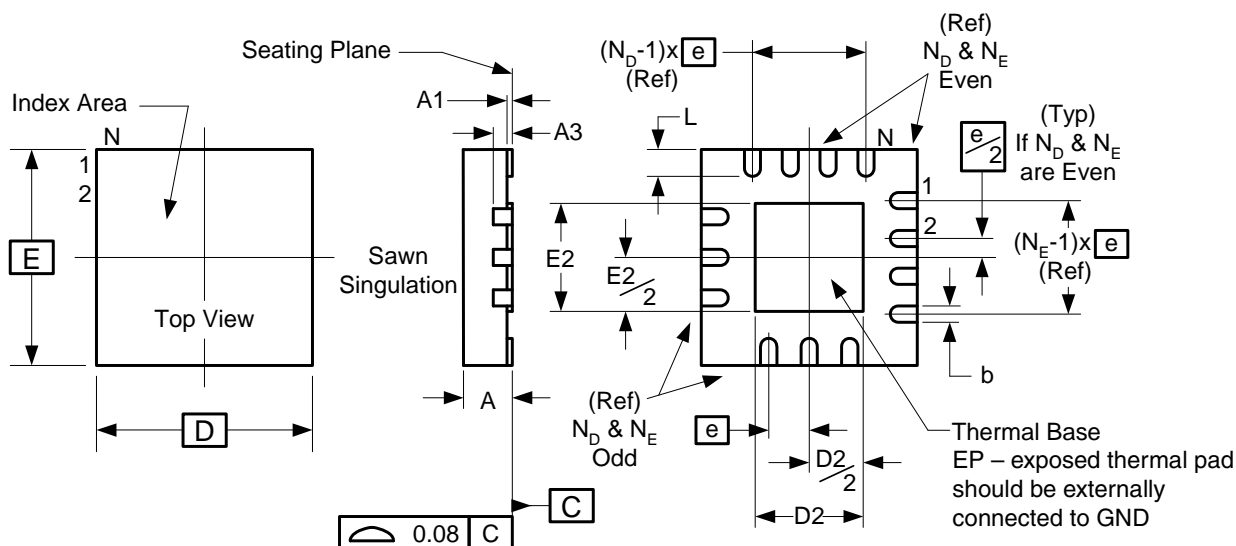 Seating Plane
Index Area
N
1
2
E
Top View
D
A1
A3
Sawn
Singulation
A
C
0.08 C
(N_D-1)x e
(Ref)
(Ref)
N_D & N_E
Even
L
N
e/2
(Typ)
If N_D & N_E
are Even
1
2
(N_E-1)x e
(Ref)
E2
E2/2
b
(Ref)
N_D & N_E
Odd
e
D2/2
D2
Thermal Base
EP – exposed thermal pad
should be externally
connected to GND